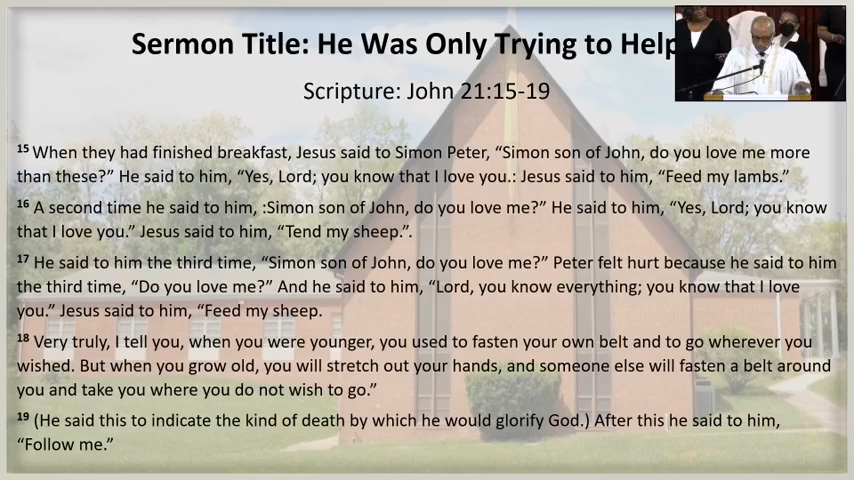 Sermon Title: He Was Only Trying to Help
Scripture: John 21:15-19
15 When they had finished breakfast, Jesus said to Simon Peter, “Simon son of John, do you love me more
than these?” He said to him, “Yes, Lord; you know that I love you.: Jesus said to him, “Feed my lambs.”
16 A second time he said to him, :Simon son of John, do you love me?” He said to him, “Yes, Lord; you know
that I love you.” Jesus said to him, “Tend my sheep.”.
17 He said to him the third time, “Simon son of John, do you love me?” Peter felt hurt because he said to him
the third time, “Do you love me?” And he said to him, “Lord, you know everything; you know that I love
you.” Jesus said to him, “Feed my sheep.
18 Very truly, I tell you, when you were younger, you used to fasten your own belt and to go wherever you
wished. But when you grow old, you will stretch out your hands, and someone else will fasten a belt around
you and take you where you do not wish to go.”
19 (He said this to indicate the kind of death by which he would glorify God.) After this he said to him,
“Follow me.”